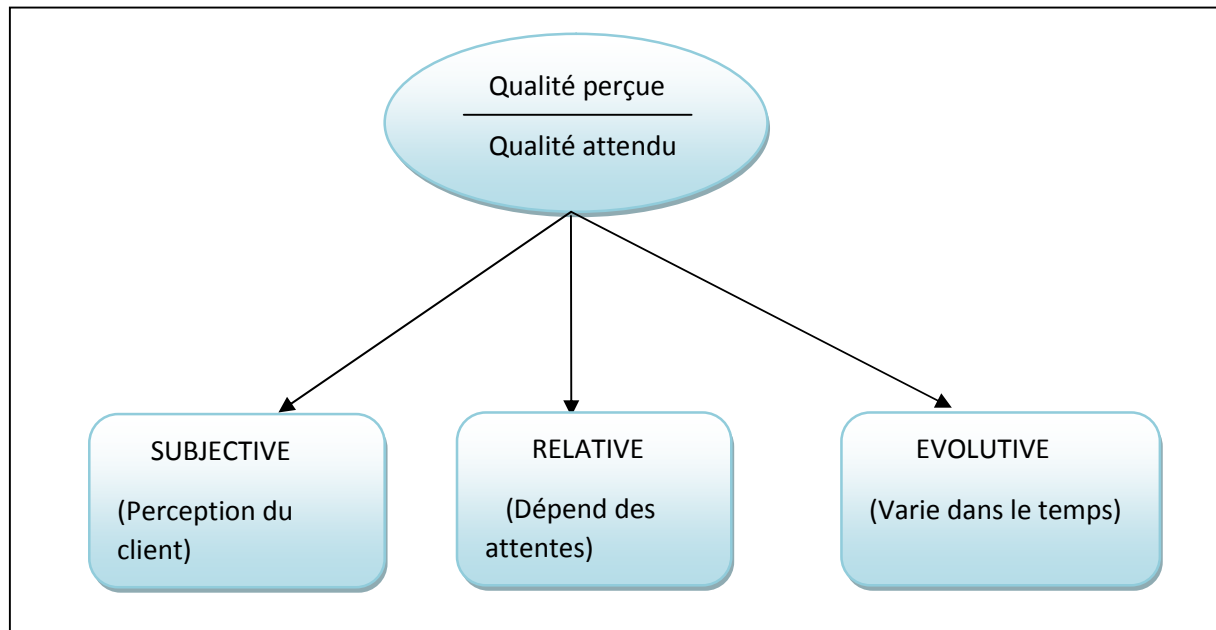 Qualité perçue
Qualité attendu
SUBJECTIVE
(Perception du
client)
RELATIVE
(Dépend des
attentes)
EVOLUTIVE
(Varie dans le temps)